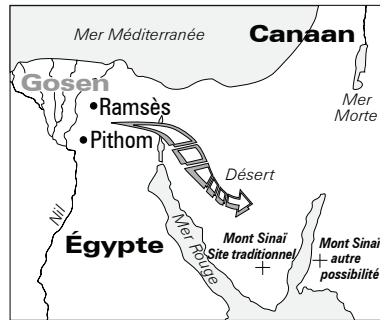 Mer Méditerranée
Canaan
Gosen
Ramsès
Mer
Morte
Pithom
Désert
Nil
Mer Rouge
Égypte
Mont Sinaï
Site traditionnel
Mont Sinaï
autre
possibilité